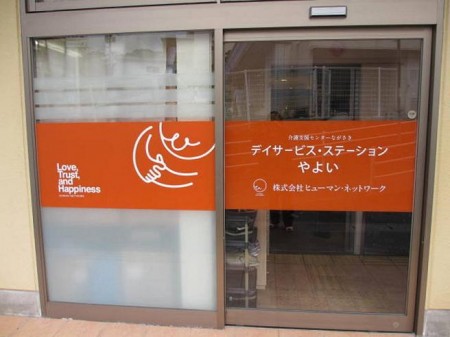 Love,
Trust,
and
Happiness
介護支援センターながさき
デイサービス・ステーション
やよい
株式会社ヒューマン・ネットワーク